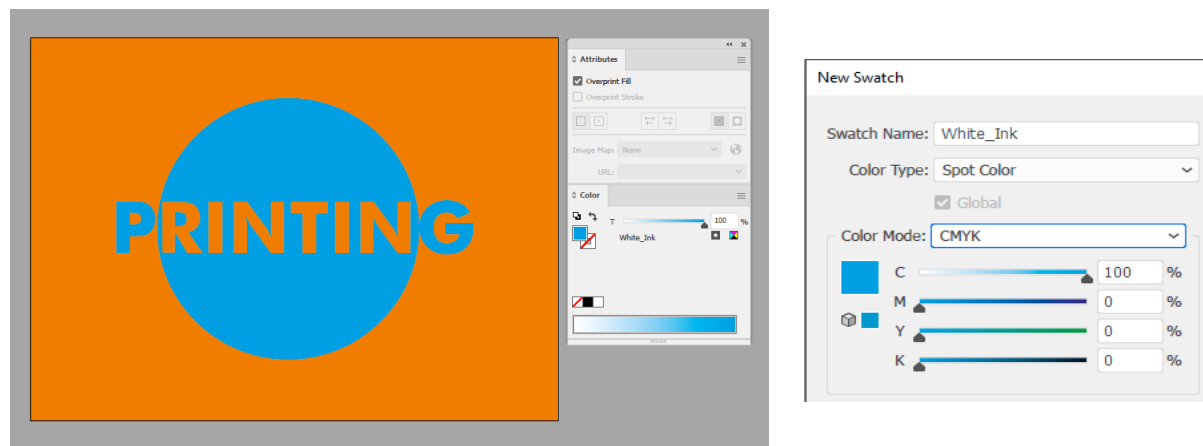 PRINTING
Attributes
Overprint Fill
Overprint Stroke
Image Map: None
URL:
Color
T 100 %
White_Ink
New Swatch
Swatch Name: White_Ink
Color Type: Spot Color
Global
Color Mode: CMYK
C 100 %
M 0 %
Y 0 %
K 0 %